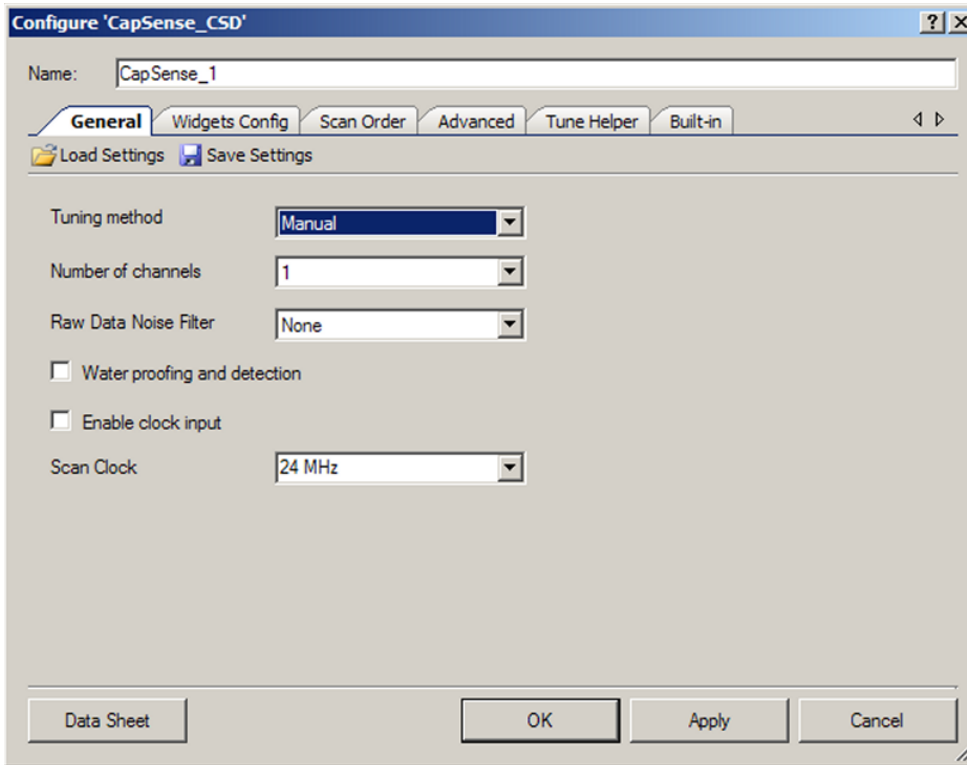 Configure 'CapSense_CSD'
Name: CapSense_1
General Widgets Config Scan Order Advanced Tune Helper Built-in
Load Settings Save Settings
Tuning method Manual
Number of channels 1
Raw Data Noise Filter None
Water proofing and detection
Enable clock input
Scan Clock 24 MHz
Data Sheet OK Apply Cancel